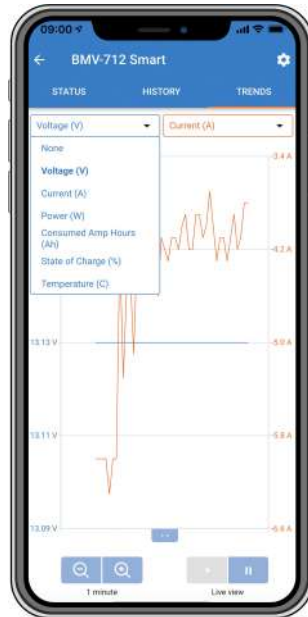 09:00
BMV-712 Smart
STATUS HISTORY TRENDS
Voltage (V) Current (A)
None
Voltage (V)
Current (A)
Power (W)
Consumed Amp Hours
(Ah)
State of Charge (%)
Temperature (C)
-3.4 A
-4.2 A
13.13 V -5.0 A
13.11 V -5.8 A
13.09 V -6.6 A
1 minute Live view